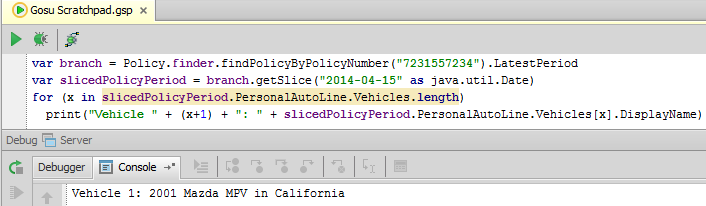 Gosu Scratchpad.gsp ×
var branch = Policy.finder.findPolicyByPolicyNumber("7231557234").LatestPeriod
var slicedPolicyPeriod = branch.getSlice("2014-04-15" as java.util.Date)
for (x in slicedPolicyPeriod.PersonalAutoLine.Vehicles.length)
print("Vehicle " + (x+1) + ": " + slicedPolicyPeriod.PersonalAutoLine.Vehicles[x].DisplayName)
Debug Server
Debugger Console
Vehicle 1: 2001 Mazda MPV in California